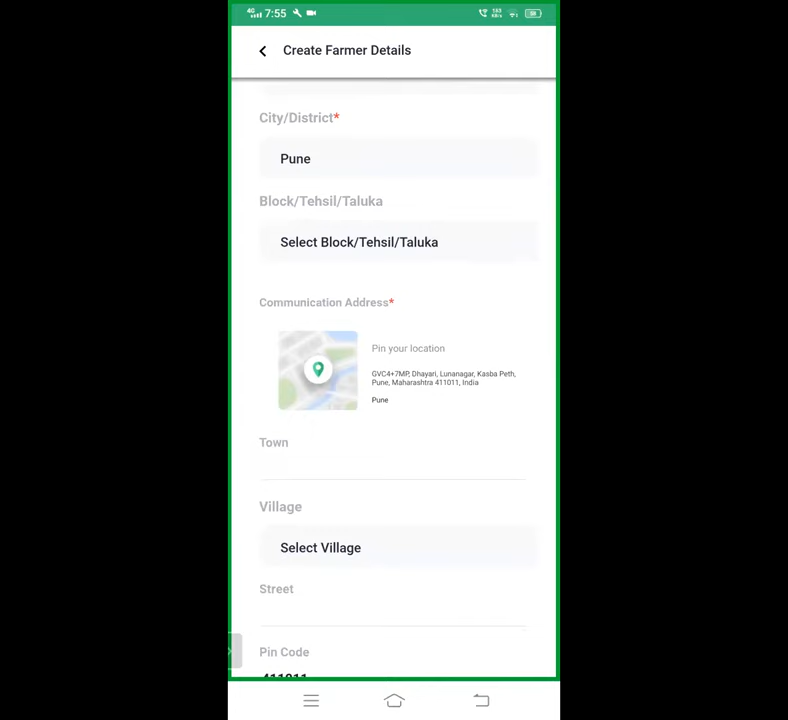 4G 7:55
Create Farmer Details
City/District*
Pune
Block/Tehsil/Taluka
Select Block/Tehsil/Taluka
Communication Address*
Pin your location
GVC4+7MP, Dhayari, Lunanagar, Kasba Peth,
Pune, Maharashtra 411011, India
Pune
Town
Village
Select Village
Street
Pin Code
411011